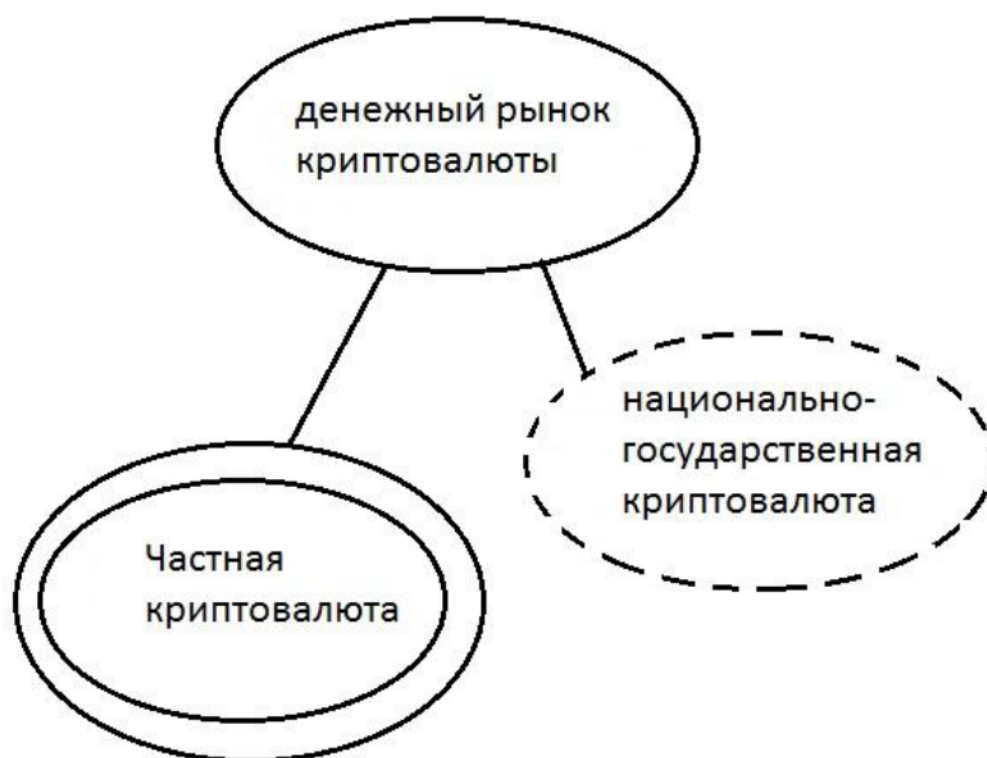 денежный рынок
криптовалюты
национально-
государственная
криптовалюта
Частная
криптовалюта